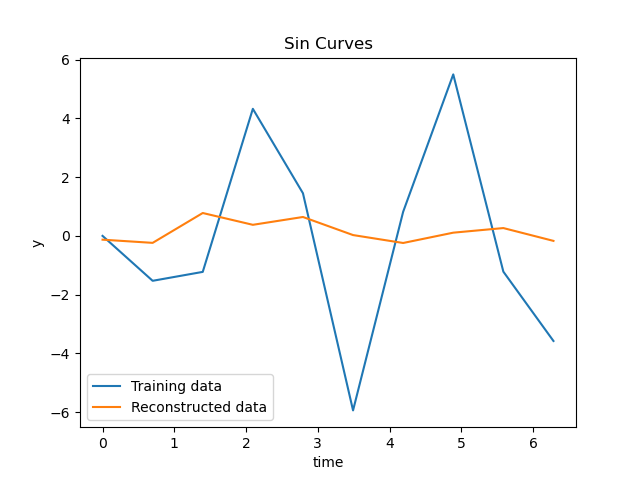 Sin Curves
6
4
2
0
−2
−4
−6
y
Training data
Reconstructed data
0 1 2 3 4 5 6
time